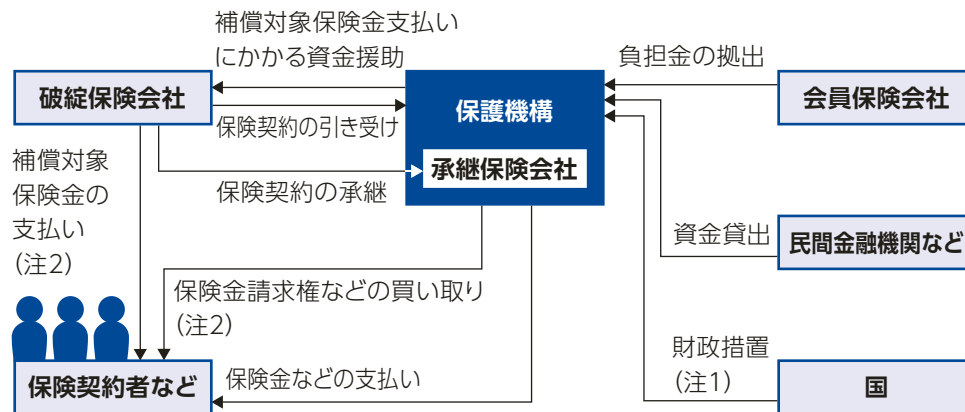 補償対象保険金支払い
にかかる資金援助
負担金の拠出
破綻保険会社
保護機構
会員保険会社
保険契約の引き受け
承継保険会社
補償対象
保険金の
支払い
(注2)
保険契約の承継
資金貸出
民間金融機関など
保険金請求権などの買い取り
(注2)
財政措置
(注1)
保険契約者など
保険金などの支払い
国